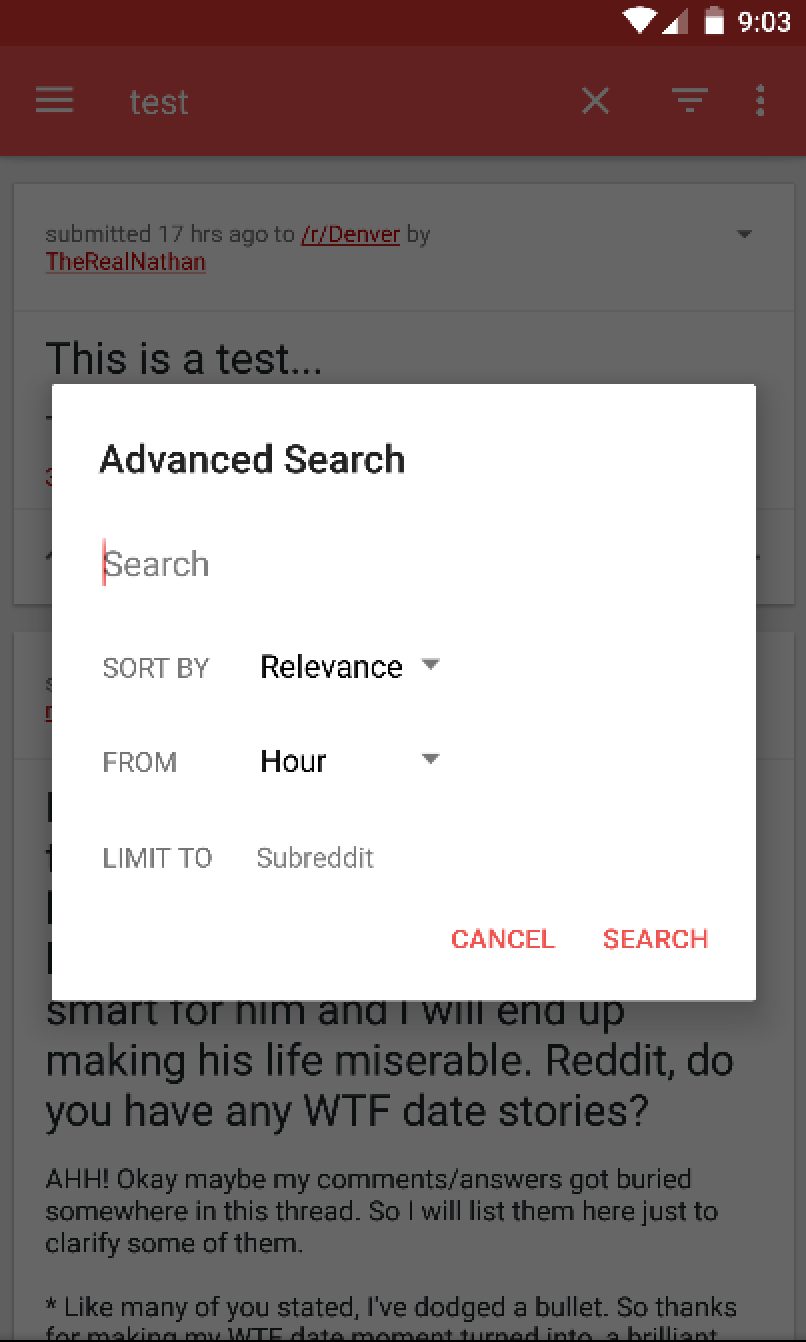 9:03
test
submitted 17 hrs ago to /r/Denver by
TheRealNathan
This is a test...
Advanced Search
Search
SORT BY Relevance
FROM Hour
LIMIT TO Subreddit
CANCEL SEARCH
smart for him and I will end up
making his life miserable. Reddit, do
you have any WTF date stories?
AHH! Okay maybe my comments/answers got buried
somewhere in this thread. So I will list them here just to
clarify some of them.
* Like many of you stated, I've dodged a bullet. So thanks
for making my WTF date moment turned into a brilliant